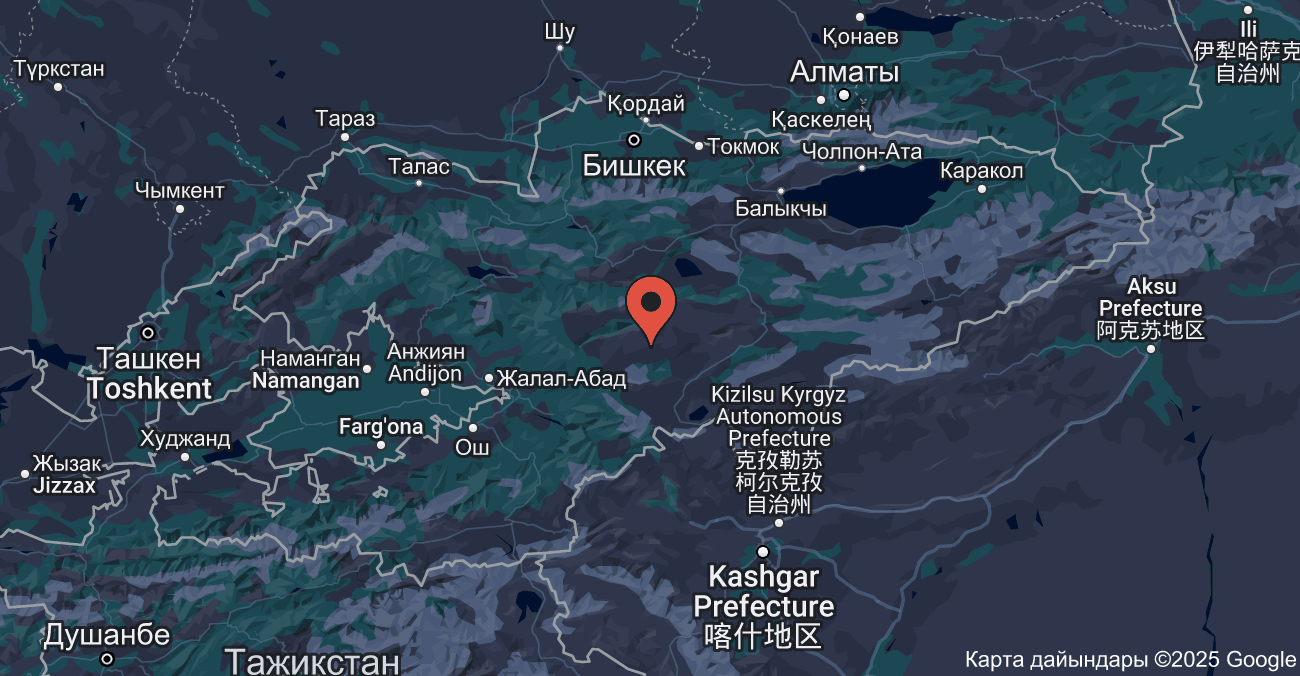 Шу
Қонаев
Ili
伊犁哈萨克
自治州
Түркстан
Алматы
Қордай
Тараз
Қаскелең
Токмок
Чолпон-Ата
Бишкек
Талас
Каракол
Чымкент
Балыкчы
Aksu
Prefecture
阿克苏地区
Ташкен
Toshkent
Наманган
Namangan
Анжиян
Andijon
Жалал-Абад
Kizilsu Kyrgyz
Autonomous
Prefecture
克孜勒苏
柯尔克孜
自治州
Farg'ona
Худжанд
Ош
Жызак
Jizzax
Kashgar
Prefecture
喀什地区
Душанбе
Тажикстан
Карта дайындары ©2025 Google